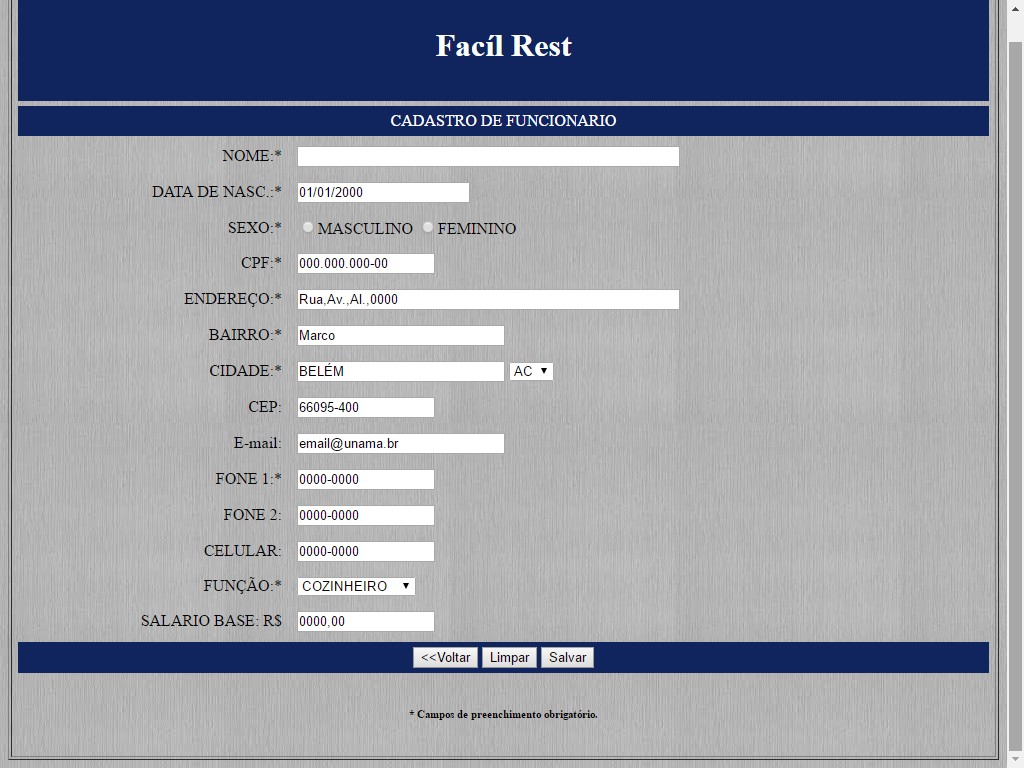 Facíl Rest
CADASTRO DE FUNCIONARIO
NOME:*
DATA DE NASC.:* 01/01/2000
SEXO:* MASCULINO FEMININO
CPF:* 000.000.000-00
ENDEREÇO:* Rua,Av.,Al.,0000
BAIRRO:* Marco
CIDADE:* BELÉM AC
CEP: 66095-400
E-mail: email@unama.br
FONE 1:* 0000-0000
FONE 2: 0000-0000
CELULAR: 0000-0000
FUNÇÃO:* COZINHEIRO
SALARIO BASE: R$ 0000,00
<<Voltar Limpar Salvar
* Campos de preenchimento obrigatório.